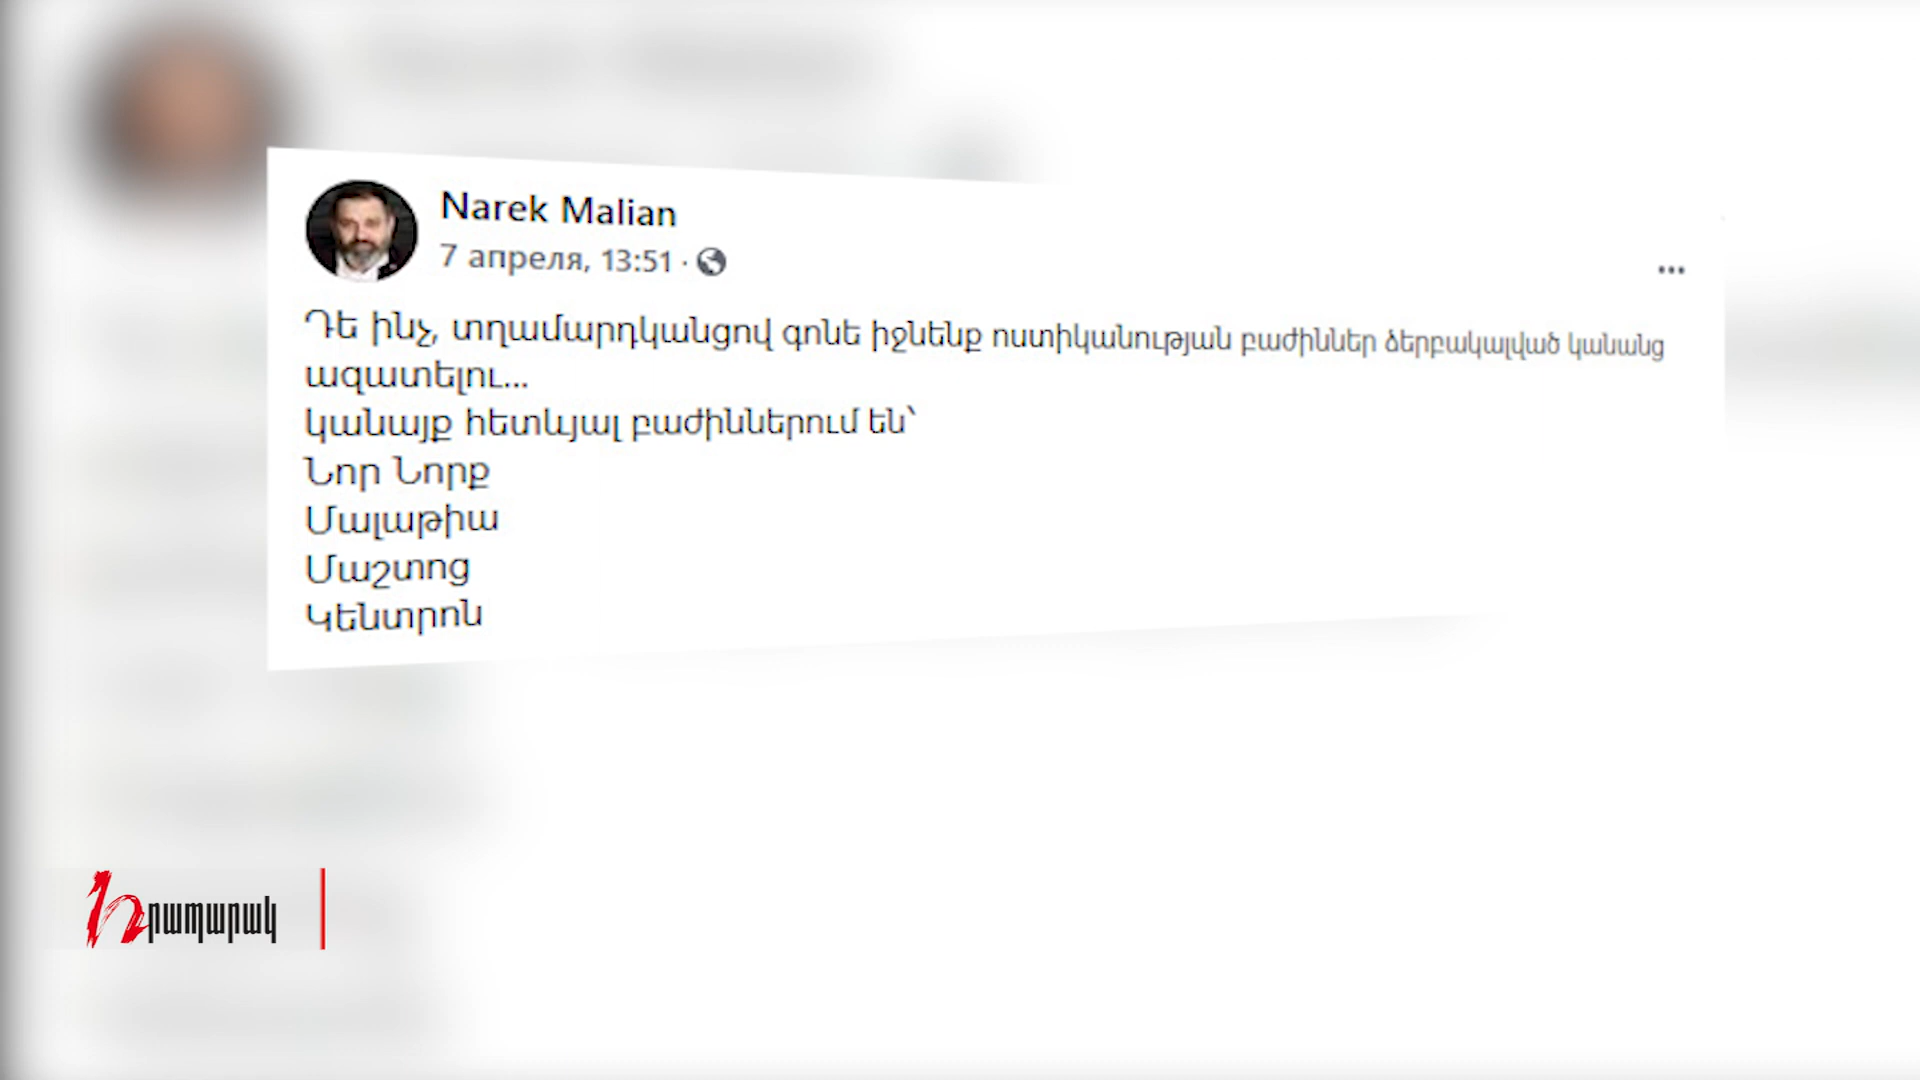 Narek Malian
7 апреля, 13:51 ·
Դե ինչ, տղամարդկանցով գոնե իջնենք ոստիկանության բաժիններ ձերբակալված կանանց
ազատելու...
կանայք հետևյալ բաժիններում են՝
Նոր Նորք
Մալաթիա
Մաշտոց
Կենտրոն
Հրապարակ